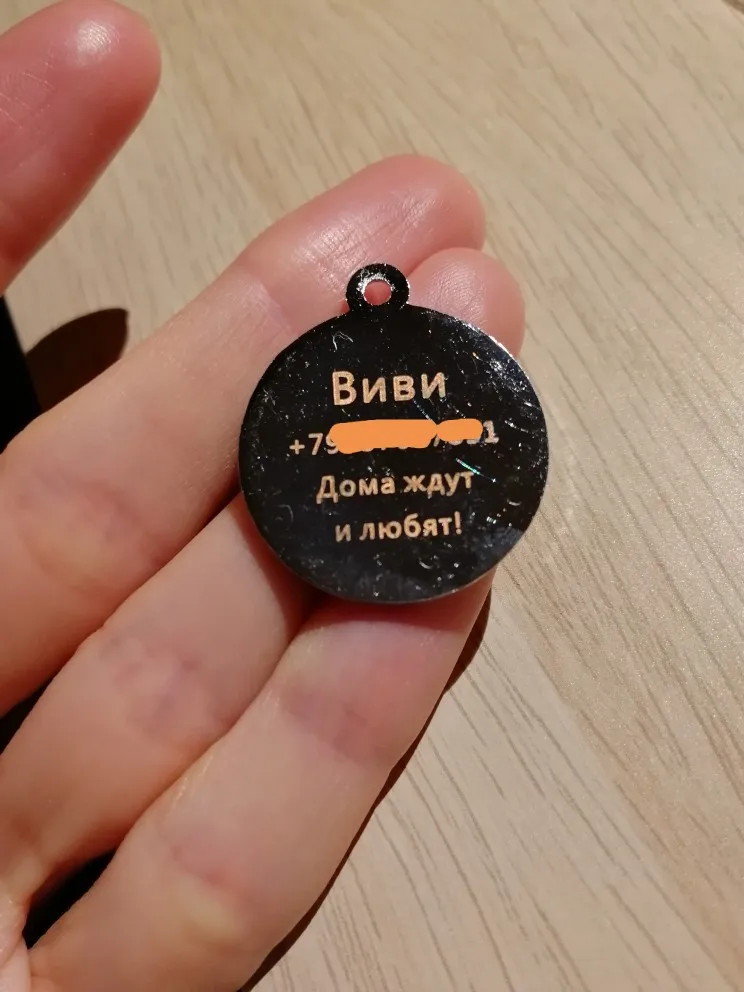 Виви
+79
Дома ждут
и любят!